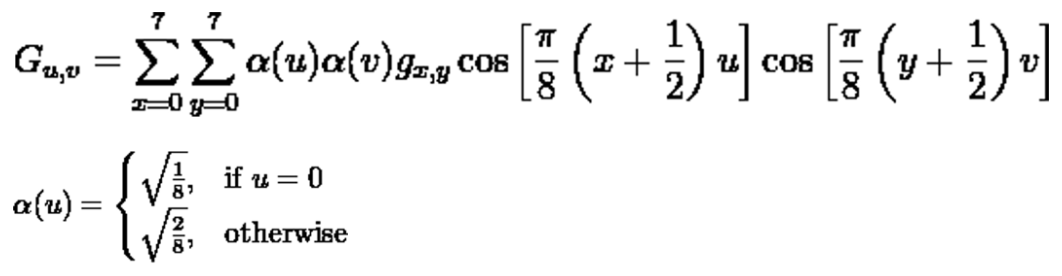 G_{u,v} = \sum_{x=0}^{7} \sum_{y=0}^{7} \alpha(u)\alpha(v) g_{x,y} \cos\left[\frac{\pi}{8}\left(x+\frac{1}{2}\right)u\right] \cos\left[\frac{\pi}{8}\left(y+\frac{1}{2}\right)v\right]
\alpha(u) = \begin{cases} \sqrt{\frac{1}{8}}, & \text{if } u = 0 \\ \sqrt{\frac{2}{8}}, & \text{otherwise} \end{cases}